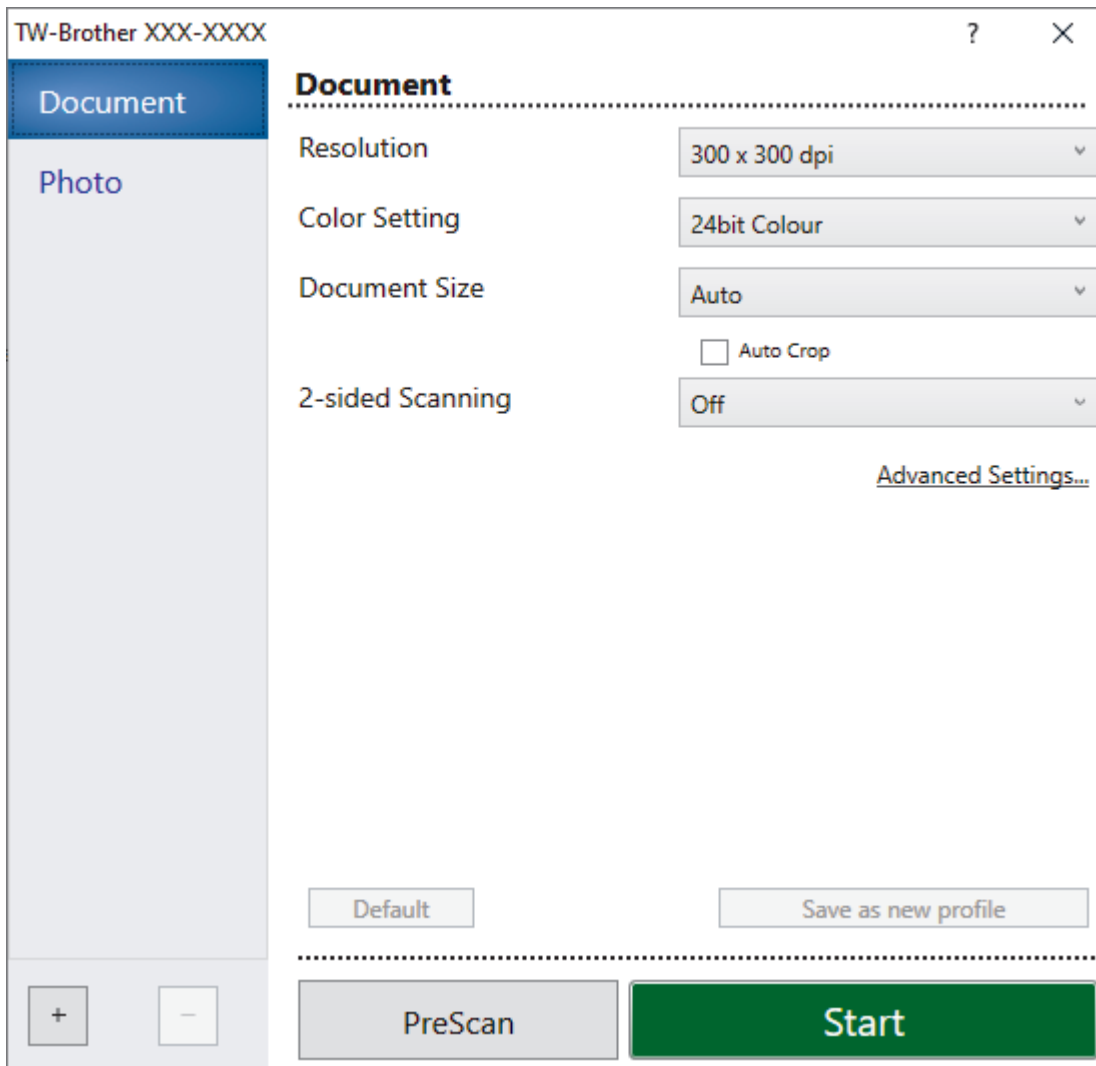 TW-Brother XXX-XXXX ?
Document
Photo
Document
Resolution 300 x 300 dpi
Color Setting 24bit Colour
Document Size Auto
Auto Crop
2-sided Scanning Off
Advanced Settings...
Default Save as new profile
+ − PreScan Start